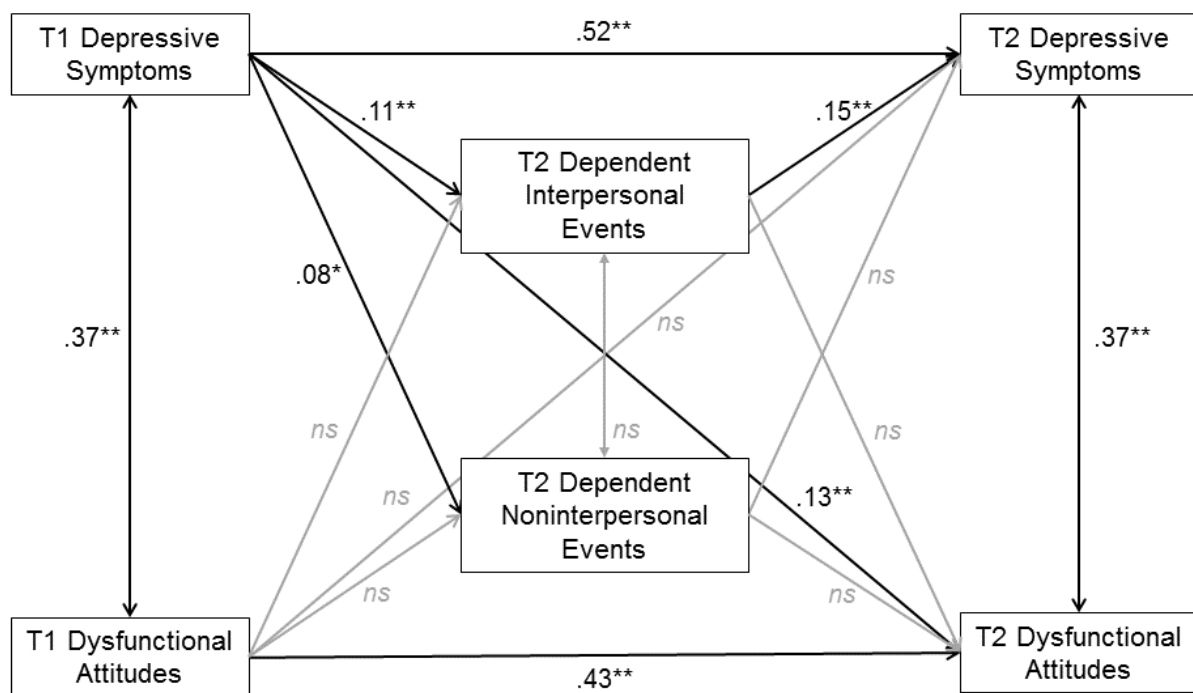 T1 Depressive
Symptoms
.52**
T2 Depressive
Symptoms
.11**
.15**
T2 Dependent
Interpersonal
Events
.08*
ns
ns
.37**
.37**
ns
ns
ns
ns
T2 Dependent
Noninterpersonal
Events
.13**
ns
ns
T1 Dysfunctional
Attitudes
.43**
T2 Dysfunctional
Attitudes